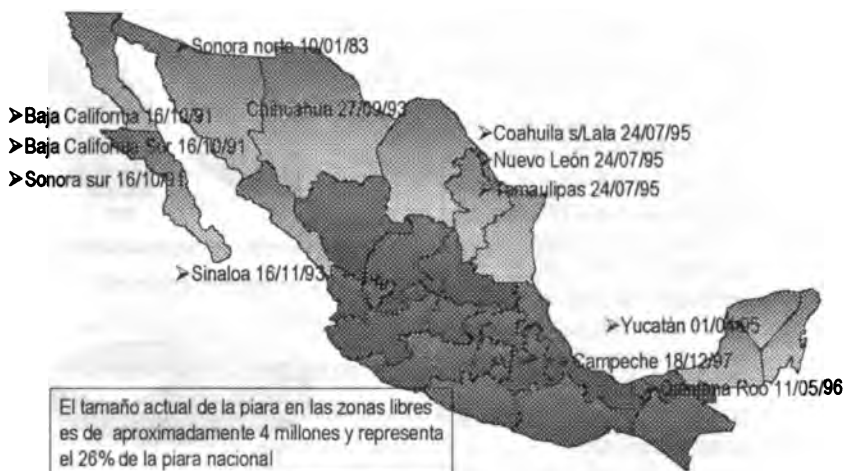 ➤Sonora norte 10/01/83
Chihuahua 27/09/93
➤Baja California 16/10/91
➤Baja California Sur 16/10/91
➤Sonora sur 16/10/91
➤Coahuila s/Lala 24/07/95
➤Nuevo León 24/07/95
➤Tamaulipas 24/07/95
➤Sinaloa 16/11/93
➤Yucatán 01/04/95
Campeche 18/12/97
Quintana Roo 11/05/96
El tamaño actual de la piara en las zonas libres
es de aproximadamente 4 millones y representa
el 26% de la piara nacional